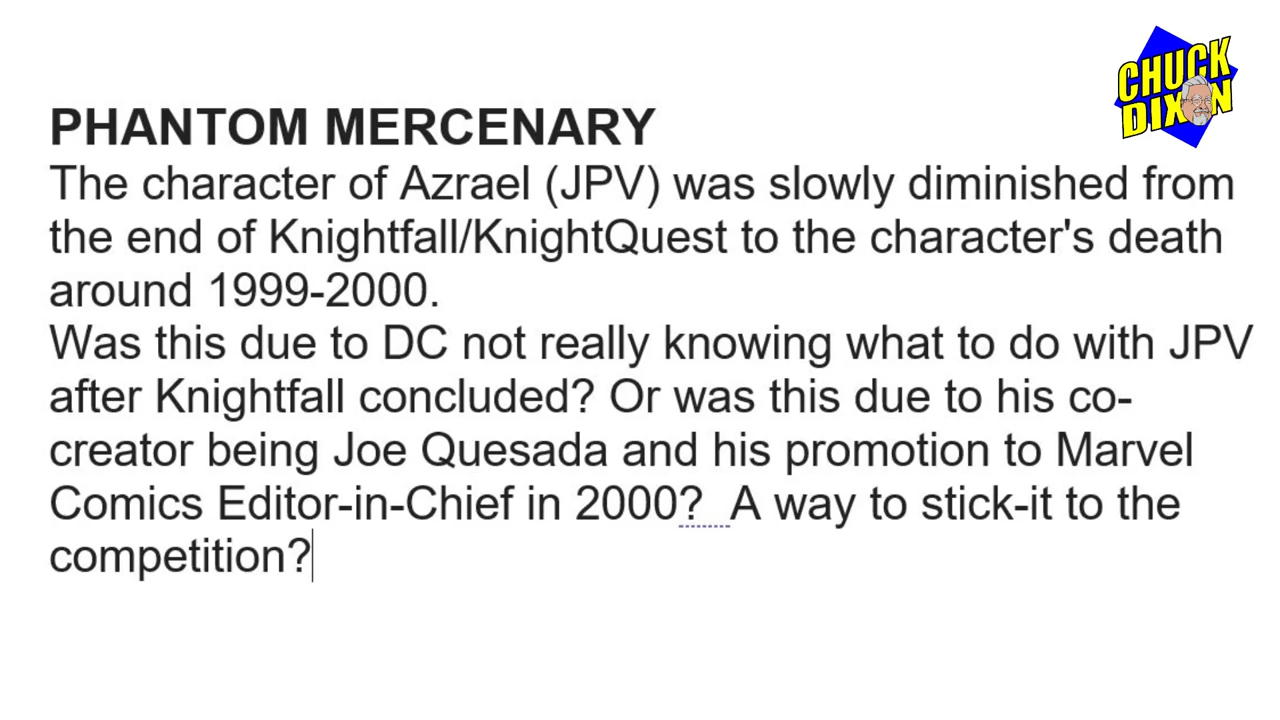 CHUCK
DIXON
PHANTOM MERCENARY
The character of Azrael (JPV) was slowly diminished from
the end of Knightfall/KnightQuest to the character's death
around 1999-2000.
Was this due to DC not really knowing what to do with JPV
after Knightfall concluded? Or was this due to his co-
creator being Joe Quesada and his promotion to Marvel
Comics Editor-in-Chief in 2000?  A way to stick-it to the
competition?